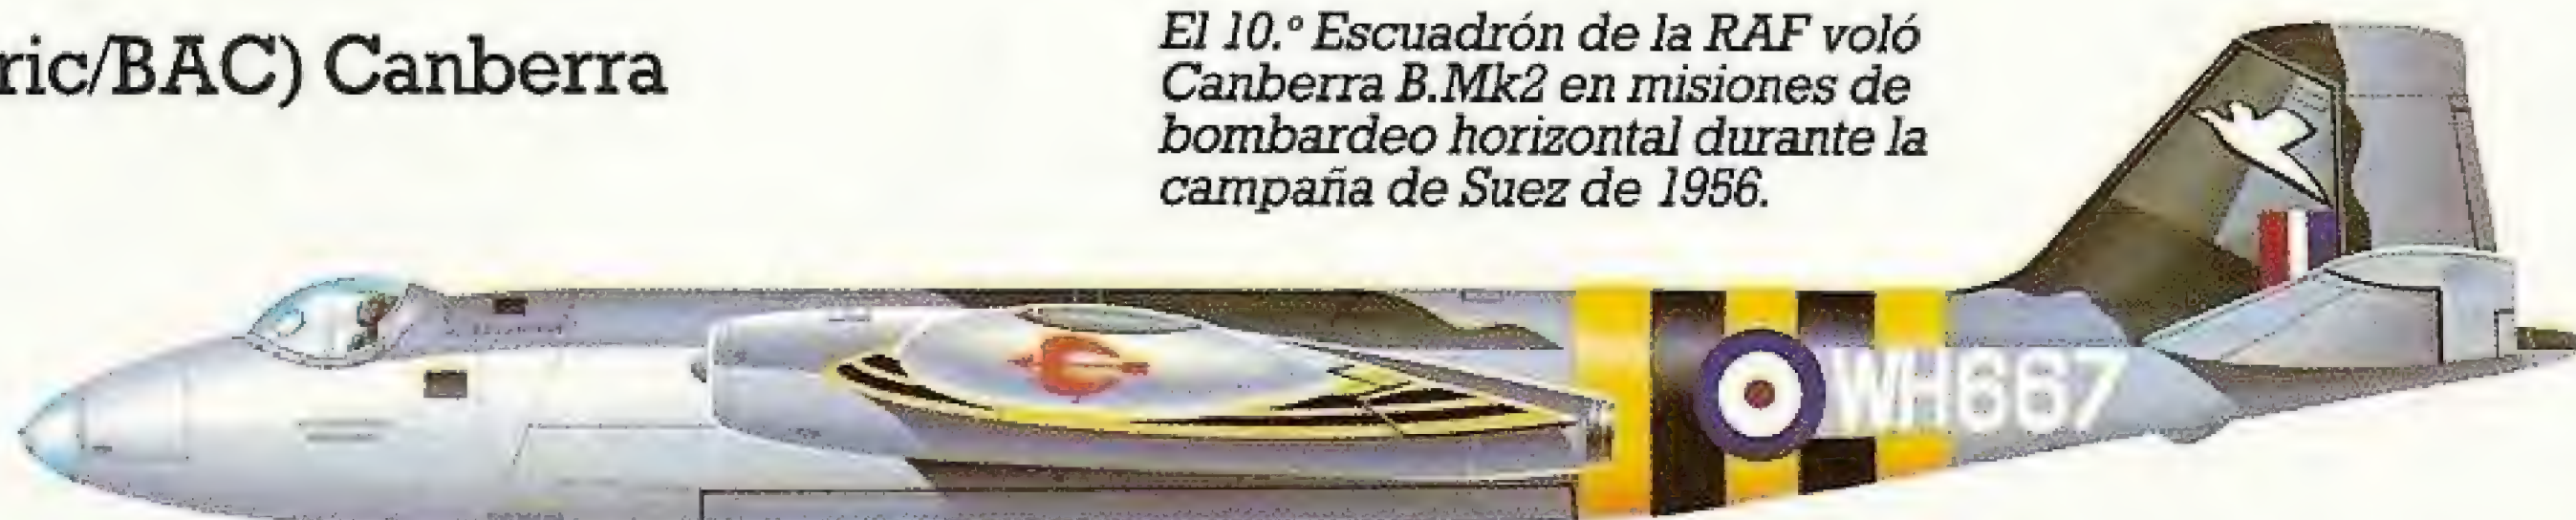 ric/BAC) Canberra
El 10.º Escuadrón de la RAF voló
Canberra B.Mk2 en misiones de
bombardeo horizontal durante la
campaña de Suez de 1956.
WH667